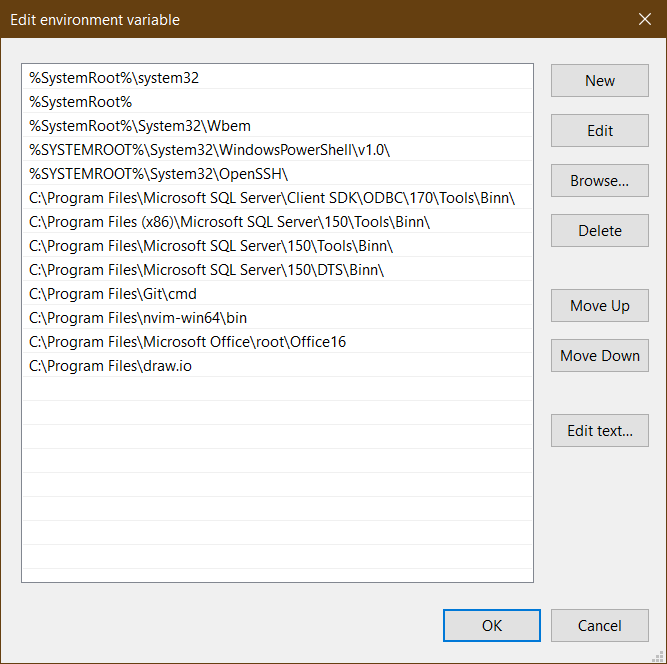 Edit environment variable
%SystemRoot%\system32
%SystemRoot%
%SystemRoot%\System32\Wbem
%SYSTEMROOT%\System32\WindowsPowerShell\v1.0\
%SYSTEMROOT%\System32\OpenSSH\
C:\Program Files\Microsoft SQL Server\Client SDK\ODBC\170\Tools\Binn\
C:\Program Files (x86)\Microsoft SQL Server\150\Tools\Binn\
C:\Program Files\Microsoft SQL Server\150\Tools\Binn\
C:\Program Files\Microsoft SQL Server\150\DTS\Binn\
C:\Program Files\Git\cmd
C:\Program Files\nvim-win64\bin
C:\Program Files\Microsoft Office\root\Office16
C:\Program Files\draw.io
New
Edit
Browse...
Delete
Move Up
Move Down
Edit text...
OK
Cancel